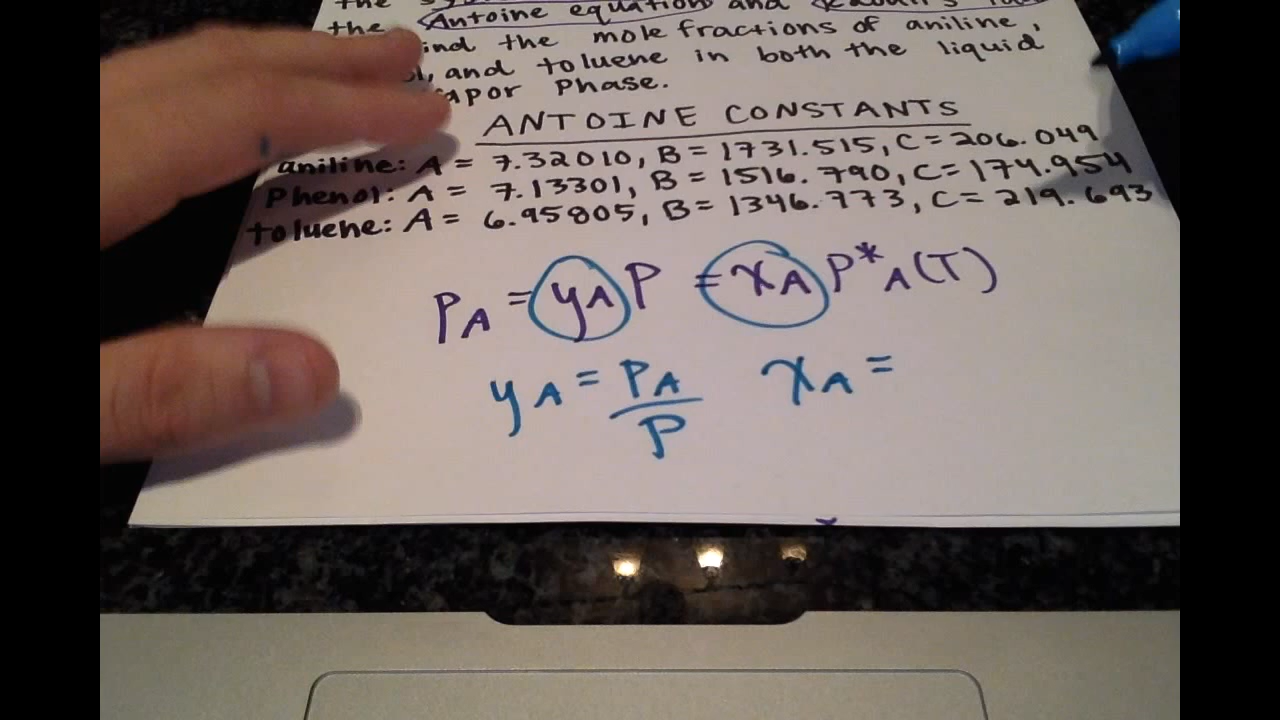 the
the Antoine equation and
the mole fractions of aniline,
and toluene in both the liquid
phase.
ANTOINE CONSTANTS
aniline: A = 7.32010, B = 1731.515, C = 206.049
Phenol: A = 7.13301, B = 1516.790, C = 174.954
toluene: A = 6.95805, B = 1346.773, C = 219.693
PA = yA P = xA P*A(T)
yA = PA/P xA =